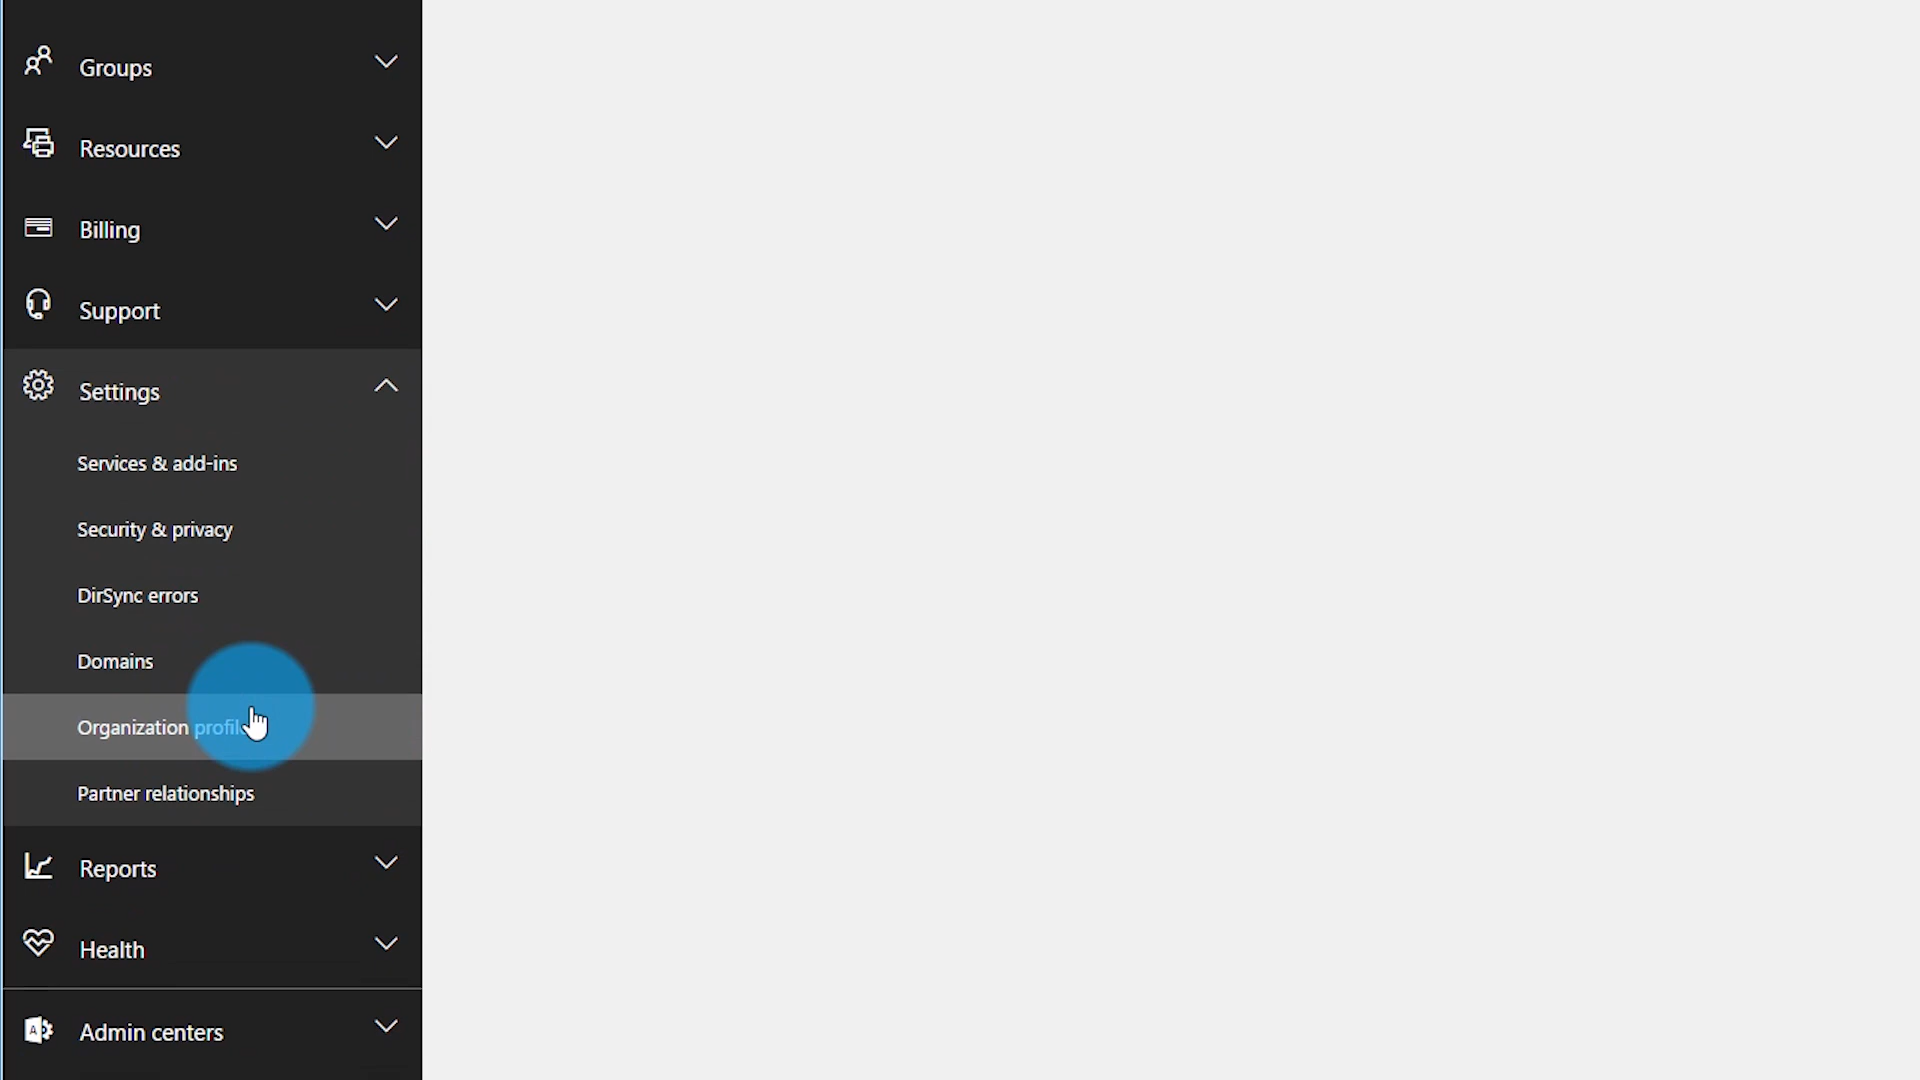 Groups
Resources
Billing
Support
Settings
Services & add-ins
Security & privacy
DirSync errors
Domains
Organization profile
Partner relationships
Reports
Health
Admin centers